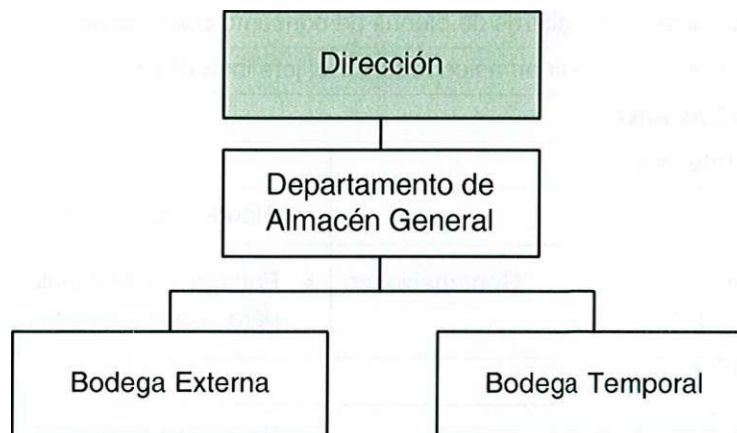 Dirección
Departamento de
Almacén General
Bodega Externa
Bodega Temporal